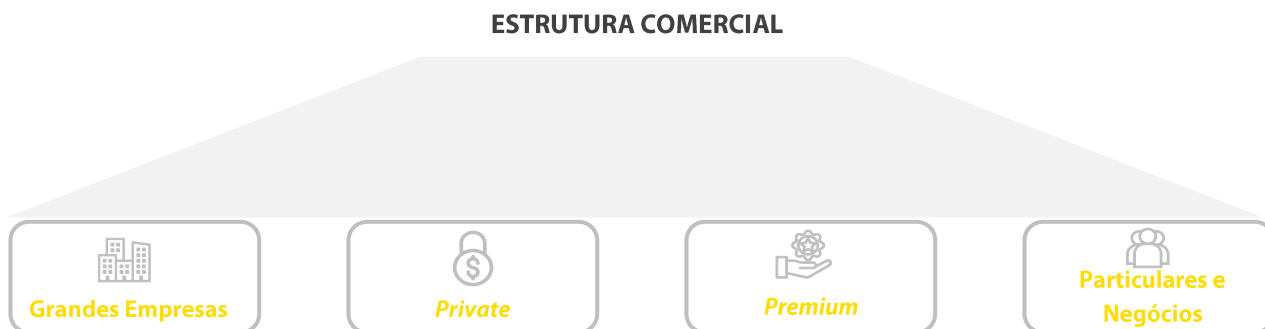 ESTRUTURA COMERCIAL
Grandes Empresas
Private
Premium
Particulares e
Negócios